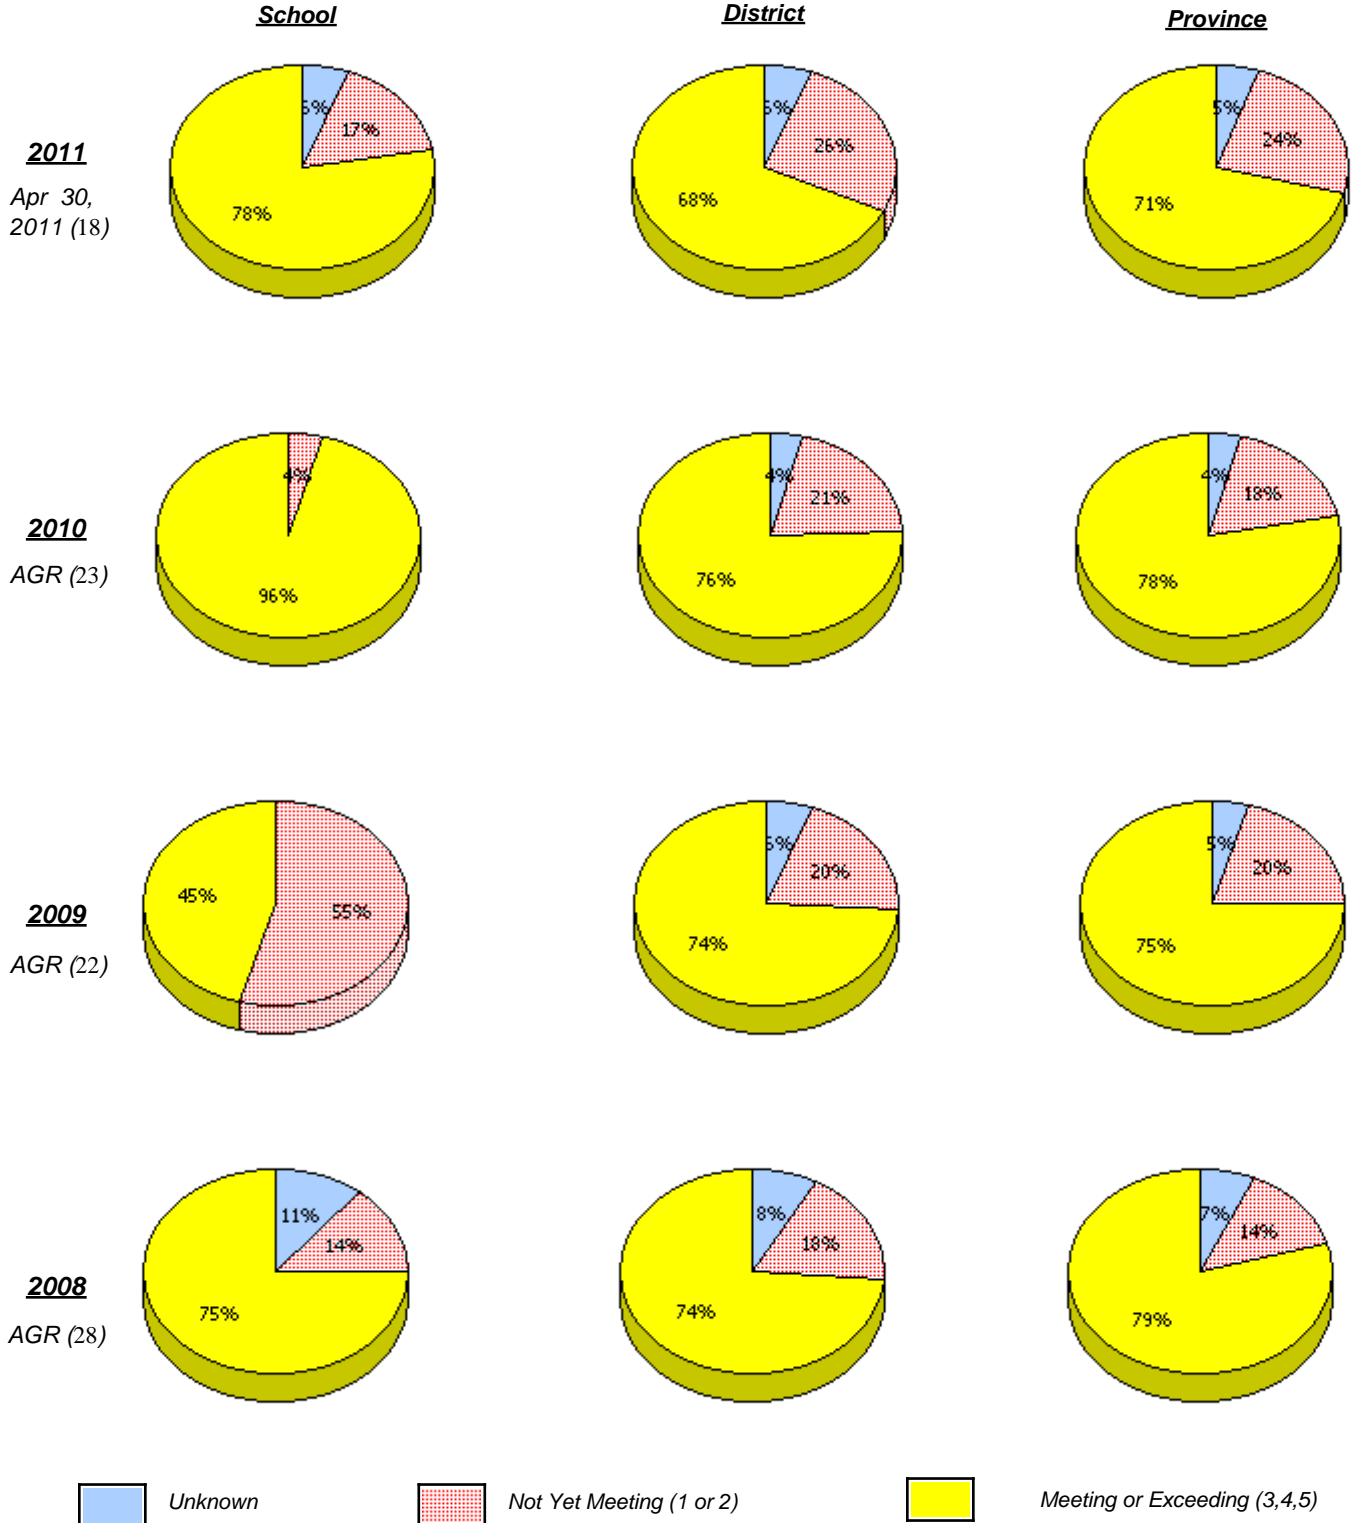 School District Province
5% 5% 5%
17% 26% 24%
2011
Apr 30,
2011 (18)
78% 68% 71%
4% 4% 4%
21% 18%
2010
AGR (23)
96% 76% 78%
5% 5%
45% 55% 20% 20%
2009
AGR (22)
74% 75%
11% 8% 7%
14% 18% 14%
2008
AGR (28)
75% 74% 79%
Unknown Not Yet Meeting (1 or 2) Meeting or Exceeding (3,4,5)